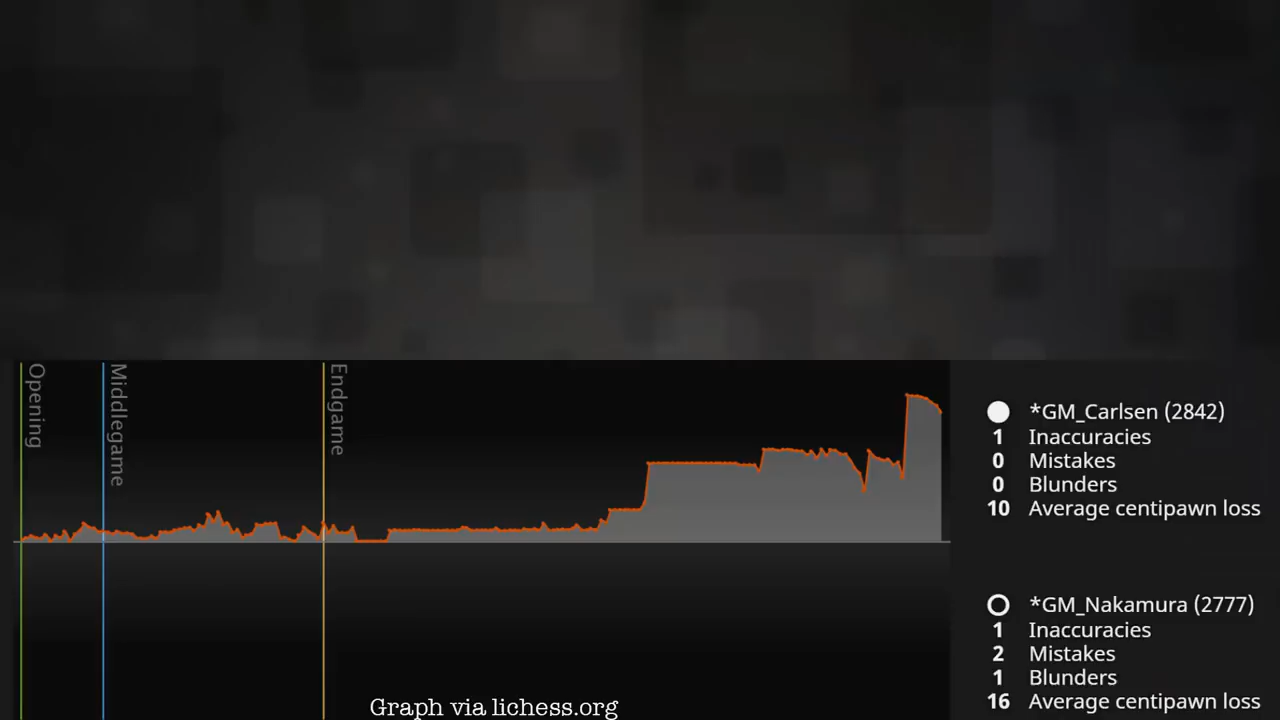 Opening
Middlegame
Endgame
*GM_Carlsen (2842)
1 Inaccuracies
0 Mistakes
0 Blunders
10 Average centipawn loss
*GM_Nakamura (2777)
1 Inaccuracies
2 Mistakes
1 Blunders
16 Average centipawn loss
Graph via lichess.org